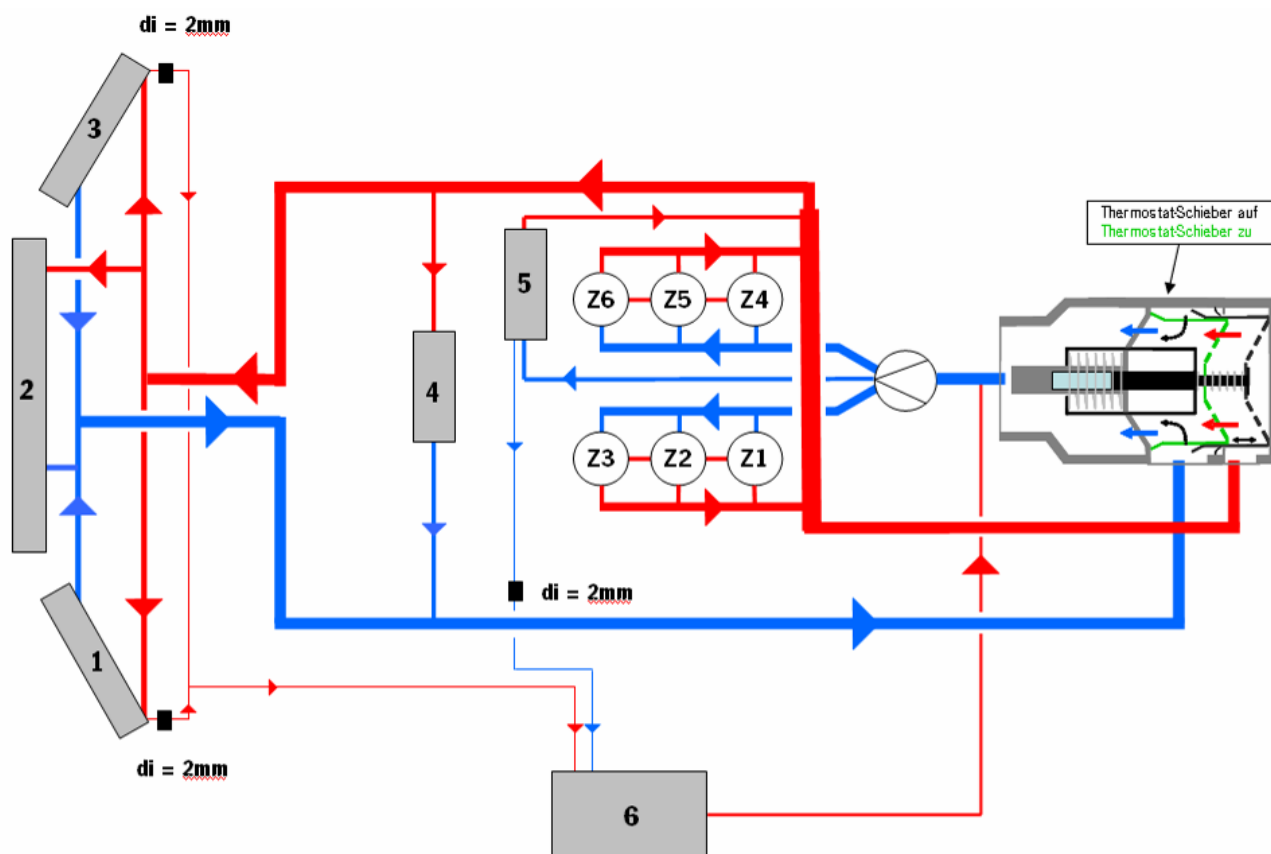 di = 2mm
3
Thermostat-Schieber auf
Thermostat-Schieber zu
5
Z6
Z5
Z4
2
4
Z3
Z2
Z1
di = 2mm
1
di = 2mm
6